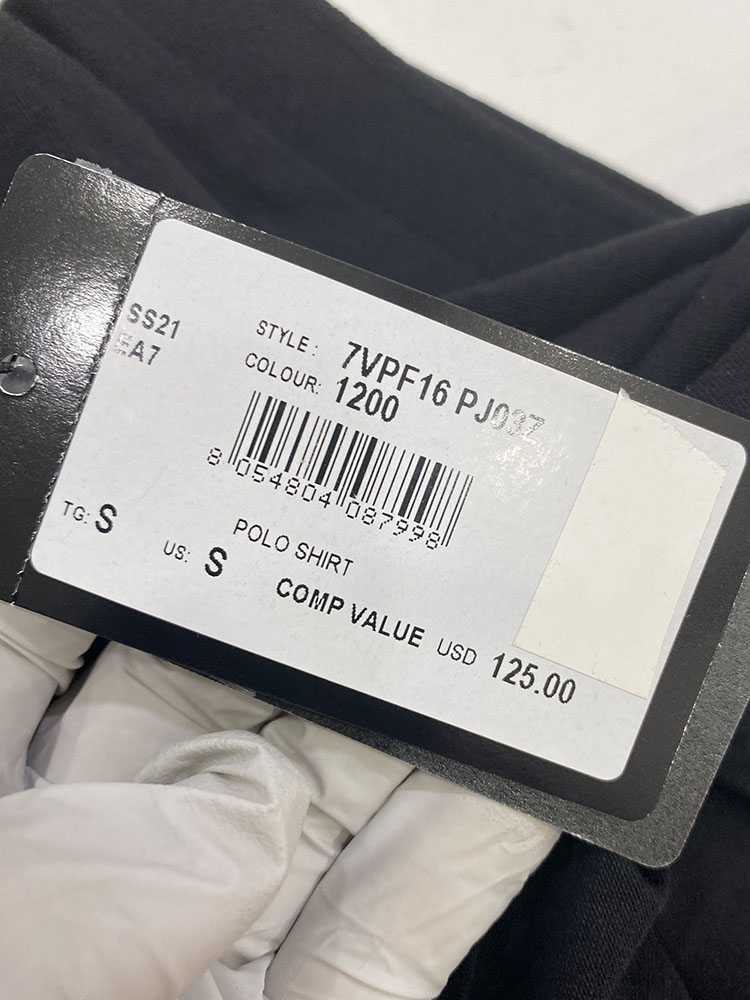 SS21
EA7
STYLE: 7VPF16 PJ03Z
COLOUR: 1200
8 054804 087998
TG: S
US: S
POLO SHIRT
COMP VALUE USD 125.00